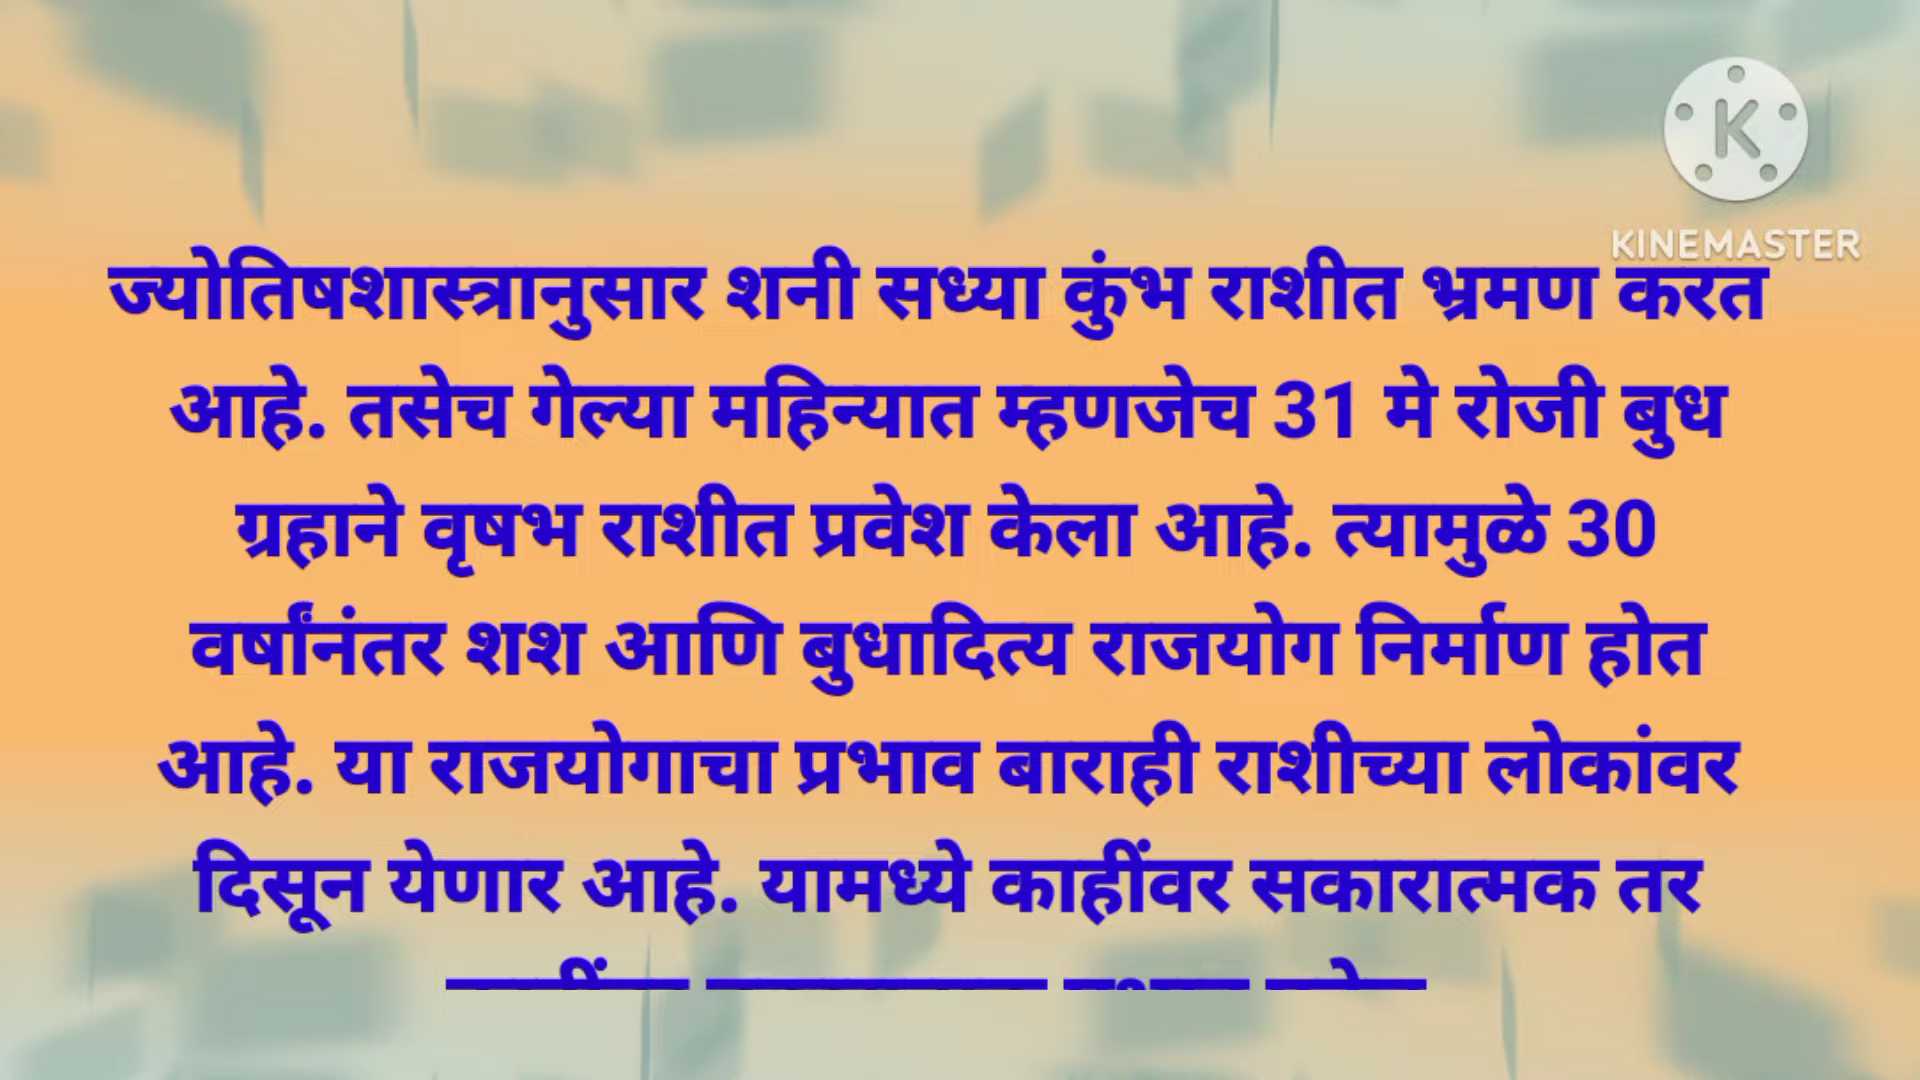 KINEMASTER
ज्योतिषशास्त्रानुसार शनी सध्या कुंभ राशीत भ्रमण करत
आहे. तसेच गेल्या महिन्यात म्हणजेच 31 मे रोजी बुध
ग्रहाने वृषभ राशीत प्रवेश केला आहे. त्यामुळे 30
वर्षांनंतर शश आणि बुधादित्य राजयोग निर्माण होत
आहे. या राजयोगाचा प्रभाव बाराही राशीच्या लोकांवर
दिसून येणार आहे. यामध्ये काहींवर सकारात्मक तर